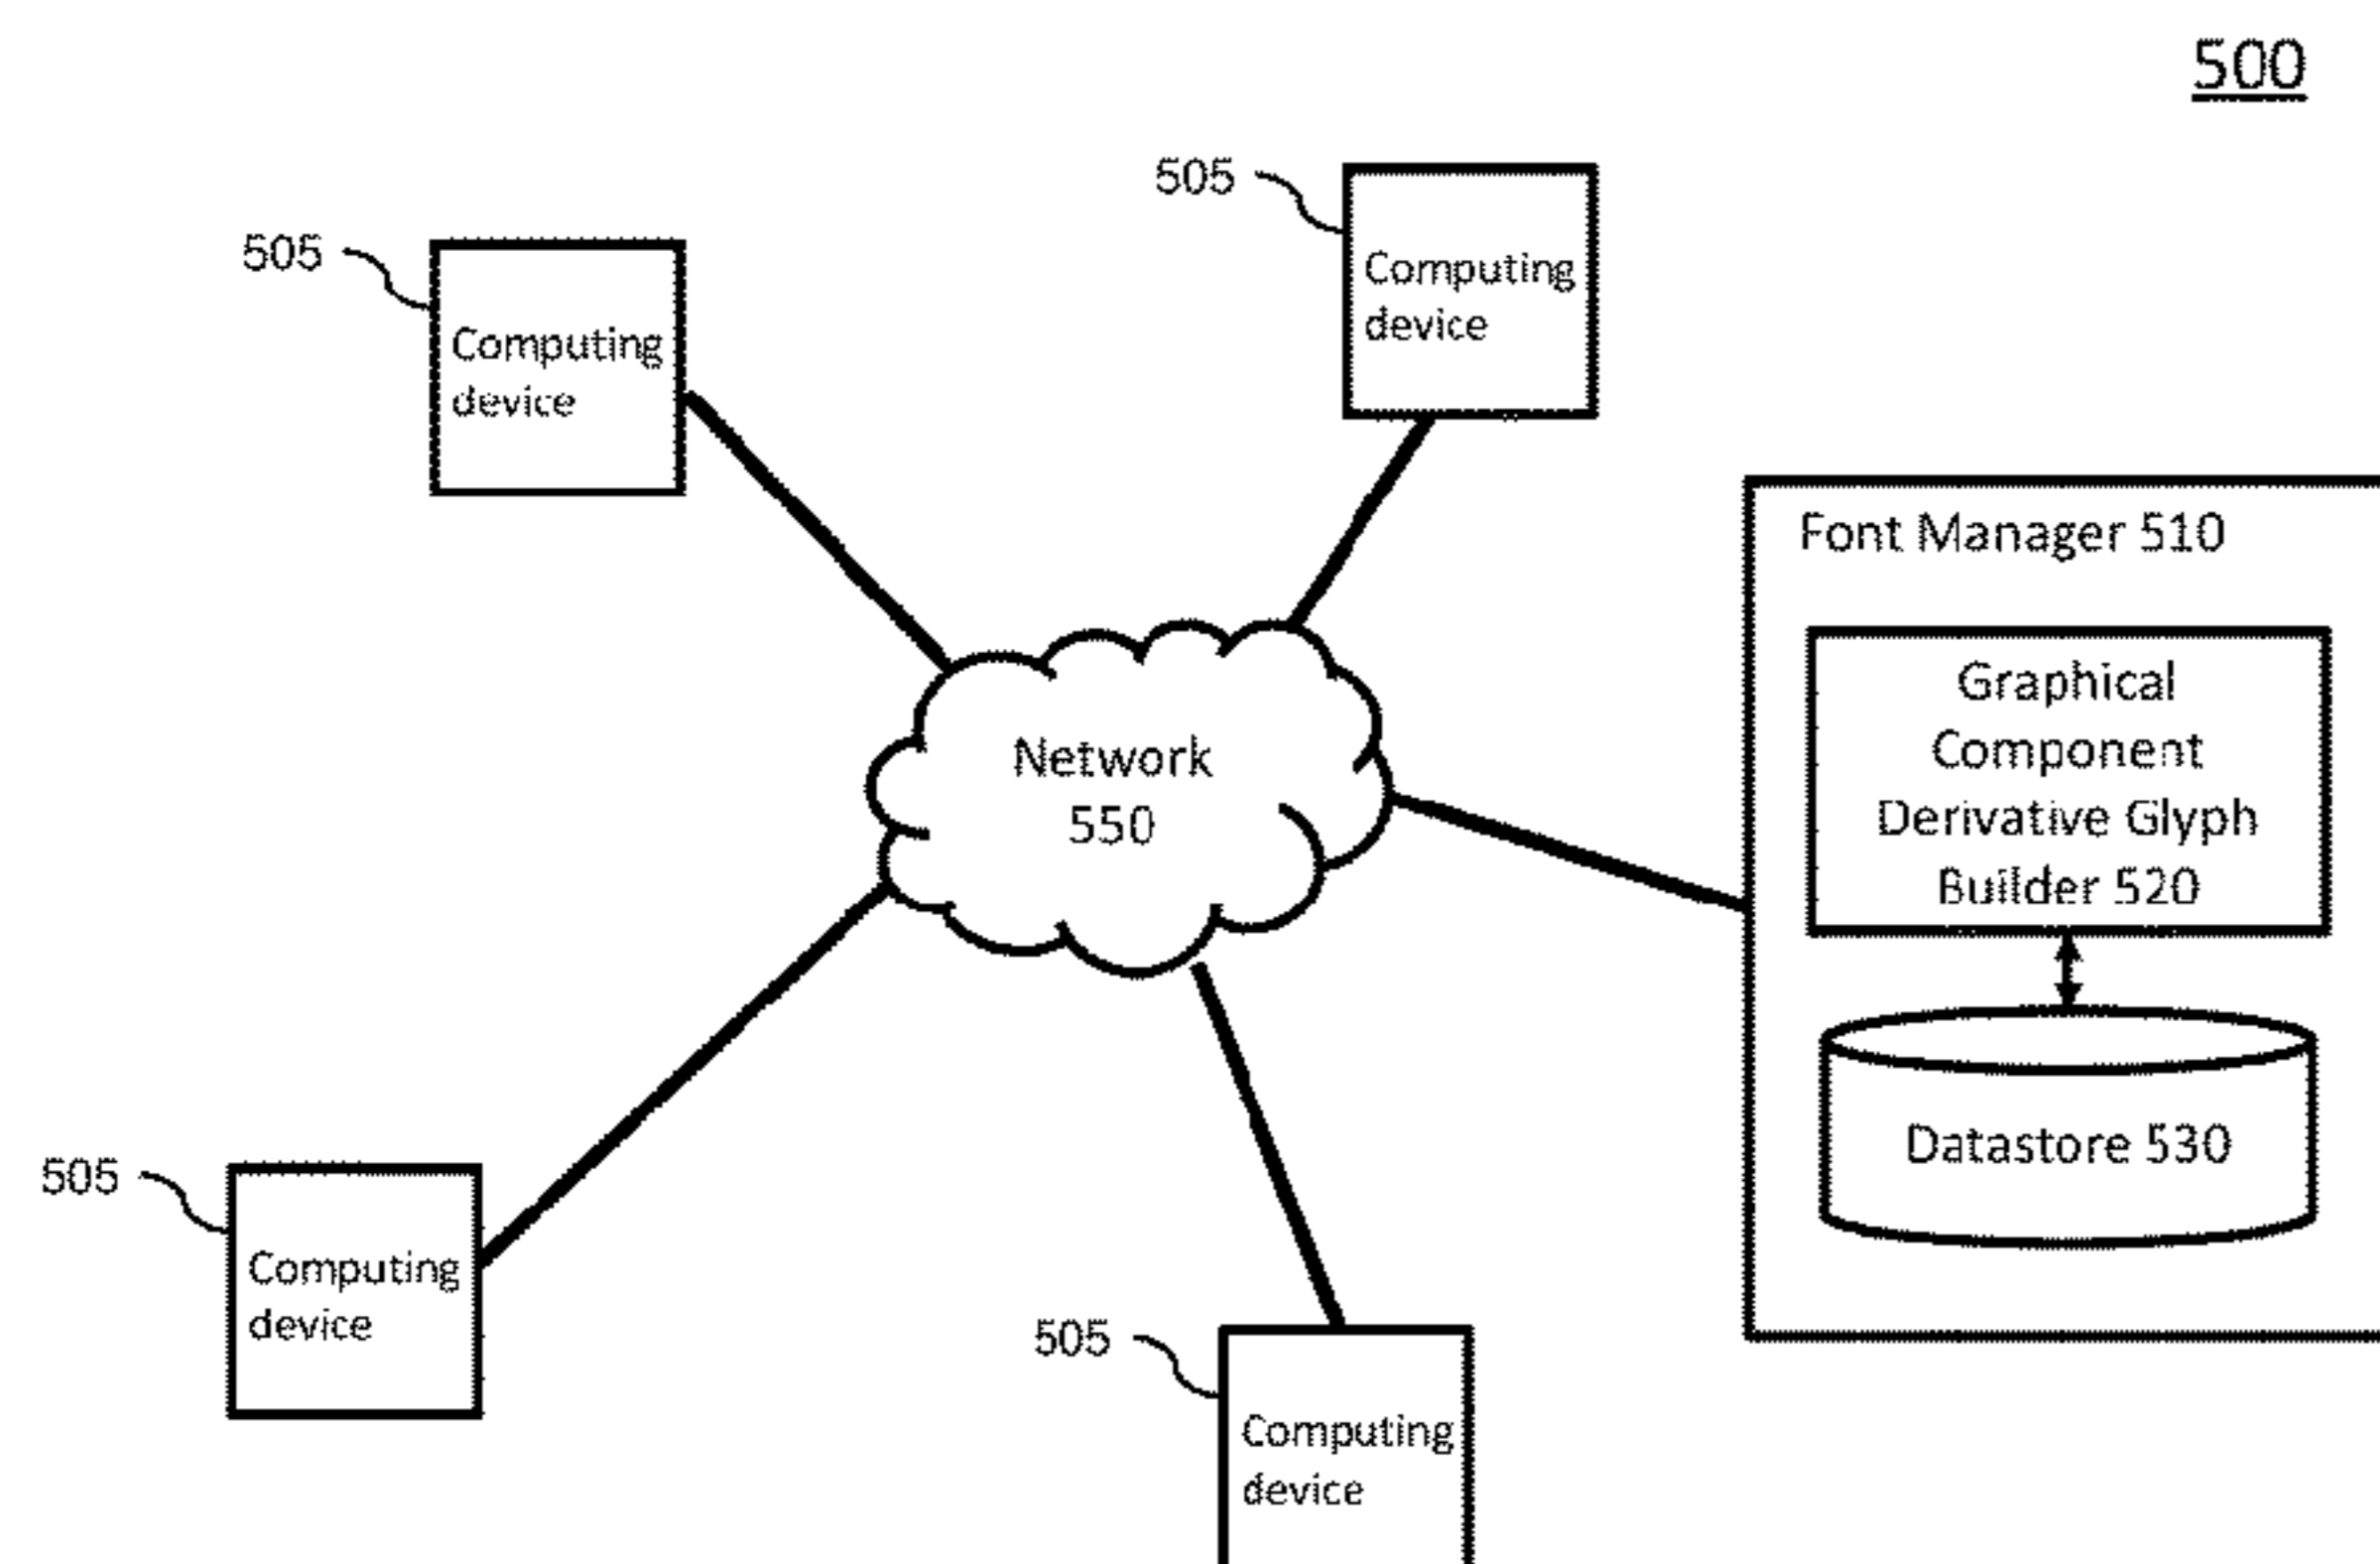 500
505
Computing
device
505
Computing
device
Font Manager 510
Graphical
Component
Derivative Glyph
Builder 520
Network
550
Datastore 530
505
Computing
device
505
Computing
device